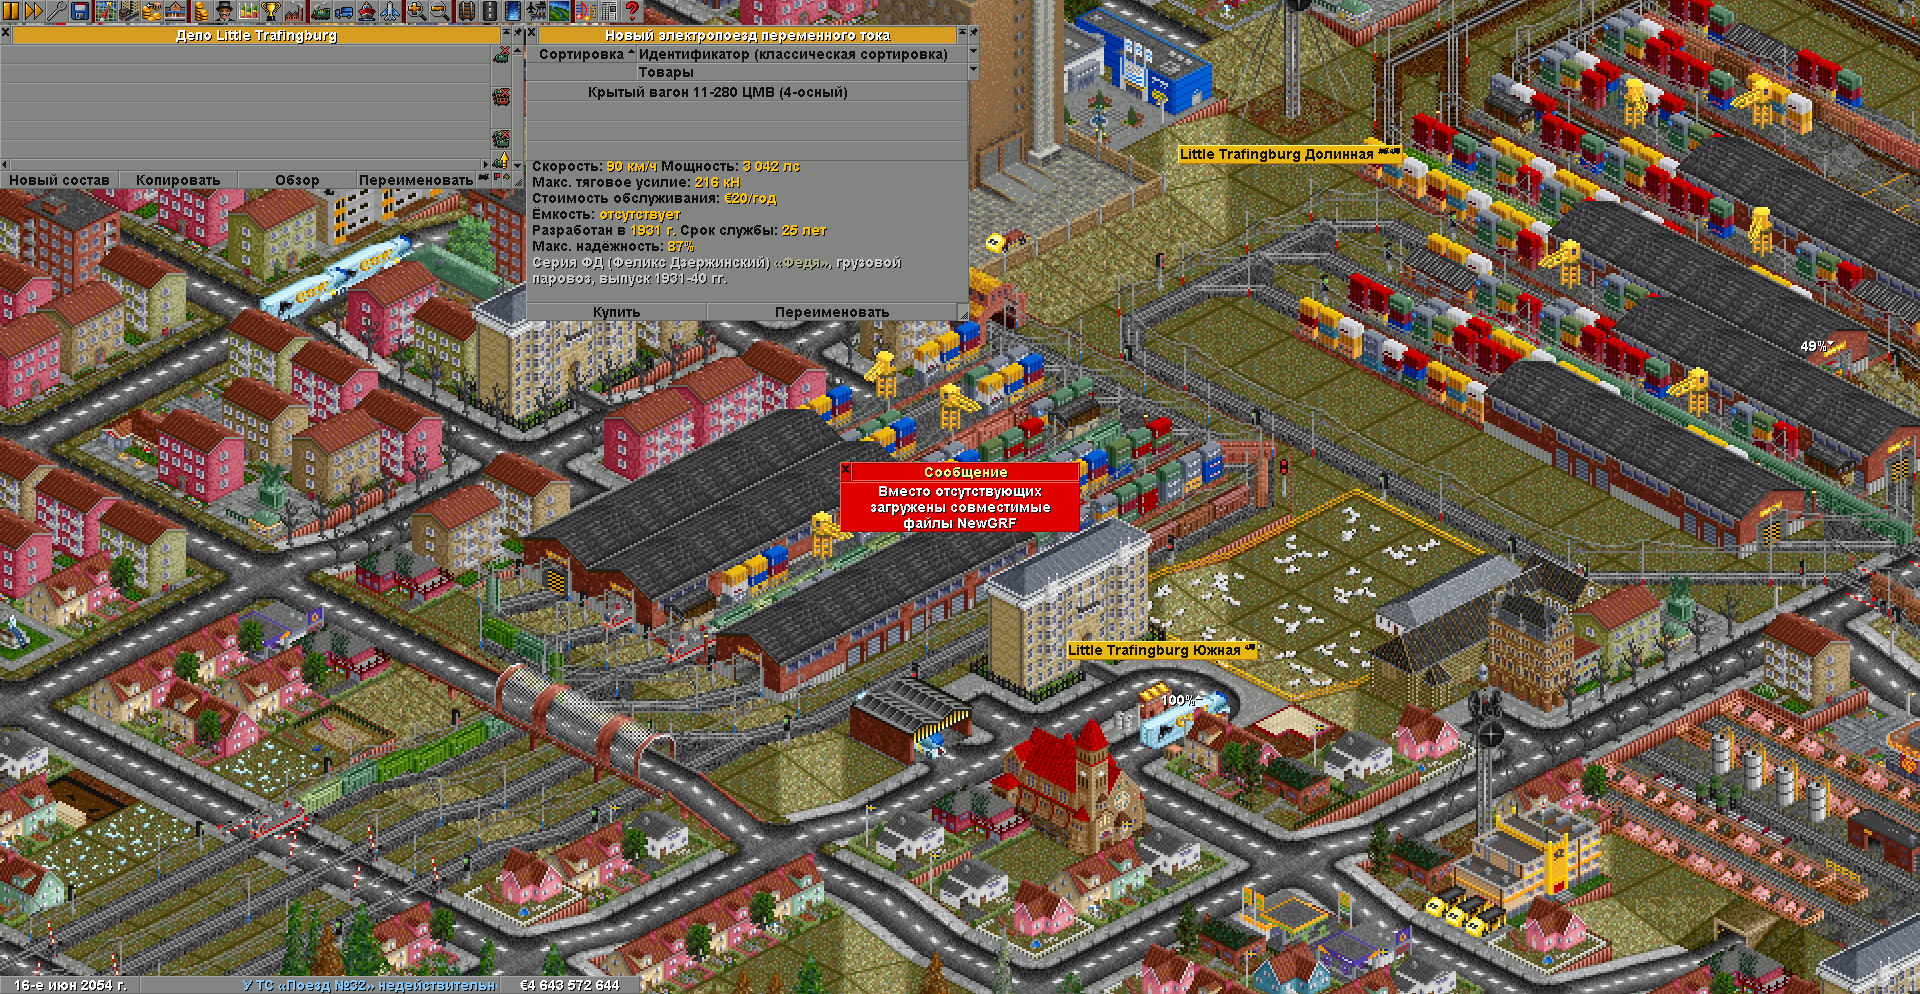 Депо Little Trafingburg
Новый состав
Копировать
Обзор
Переименовать
Новый электропоезд переменного тока
Сортировка
Идентификатор (классическая сортировка)
Товары
Крытый вагон 11-280 ЦМВ (4-осный)
Скорость: 90 км/ч Мощность: 3 042 лс
Макс. тяговое усилие: 216 кН
Стоимость обслуживания: €20/год
Ёмкость: отсутствует
Разработан в 1931 г. Срок службы: 25 лет
Макс. надёжность: 87%
Серия ФД (Феликс Дзержинский) «Федя», грузовой
паровоз, выпуск 1931-40 гг.
Купить
Переименовать
Little Trafingburg Долинная
49%
Сообщение
Вместо отсутствующих
загружены совместимые
файлы NewGRF
Little Trafingburg Южная
100%
16-е июн 2054 г.
У ТС «Поезд №32» недействительн
€4 643 572 644